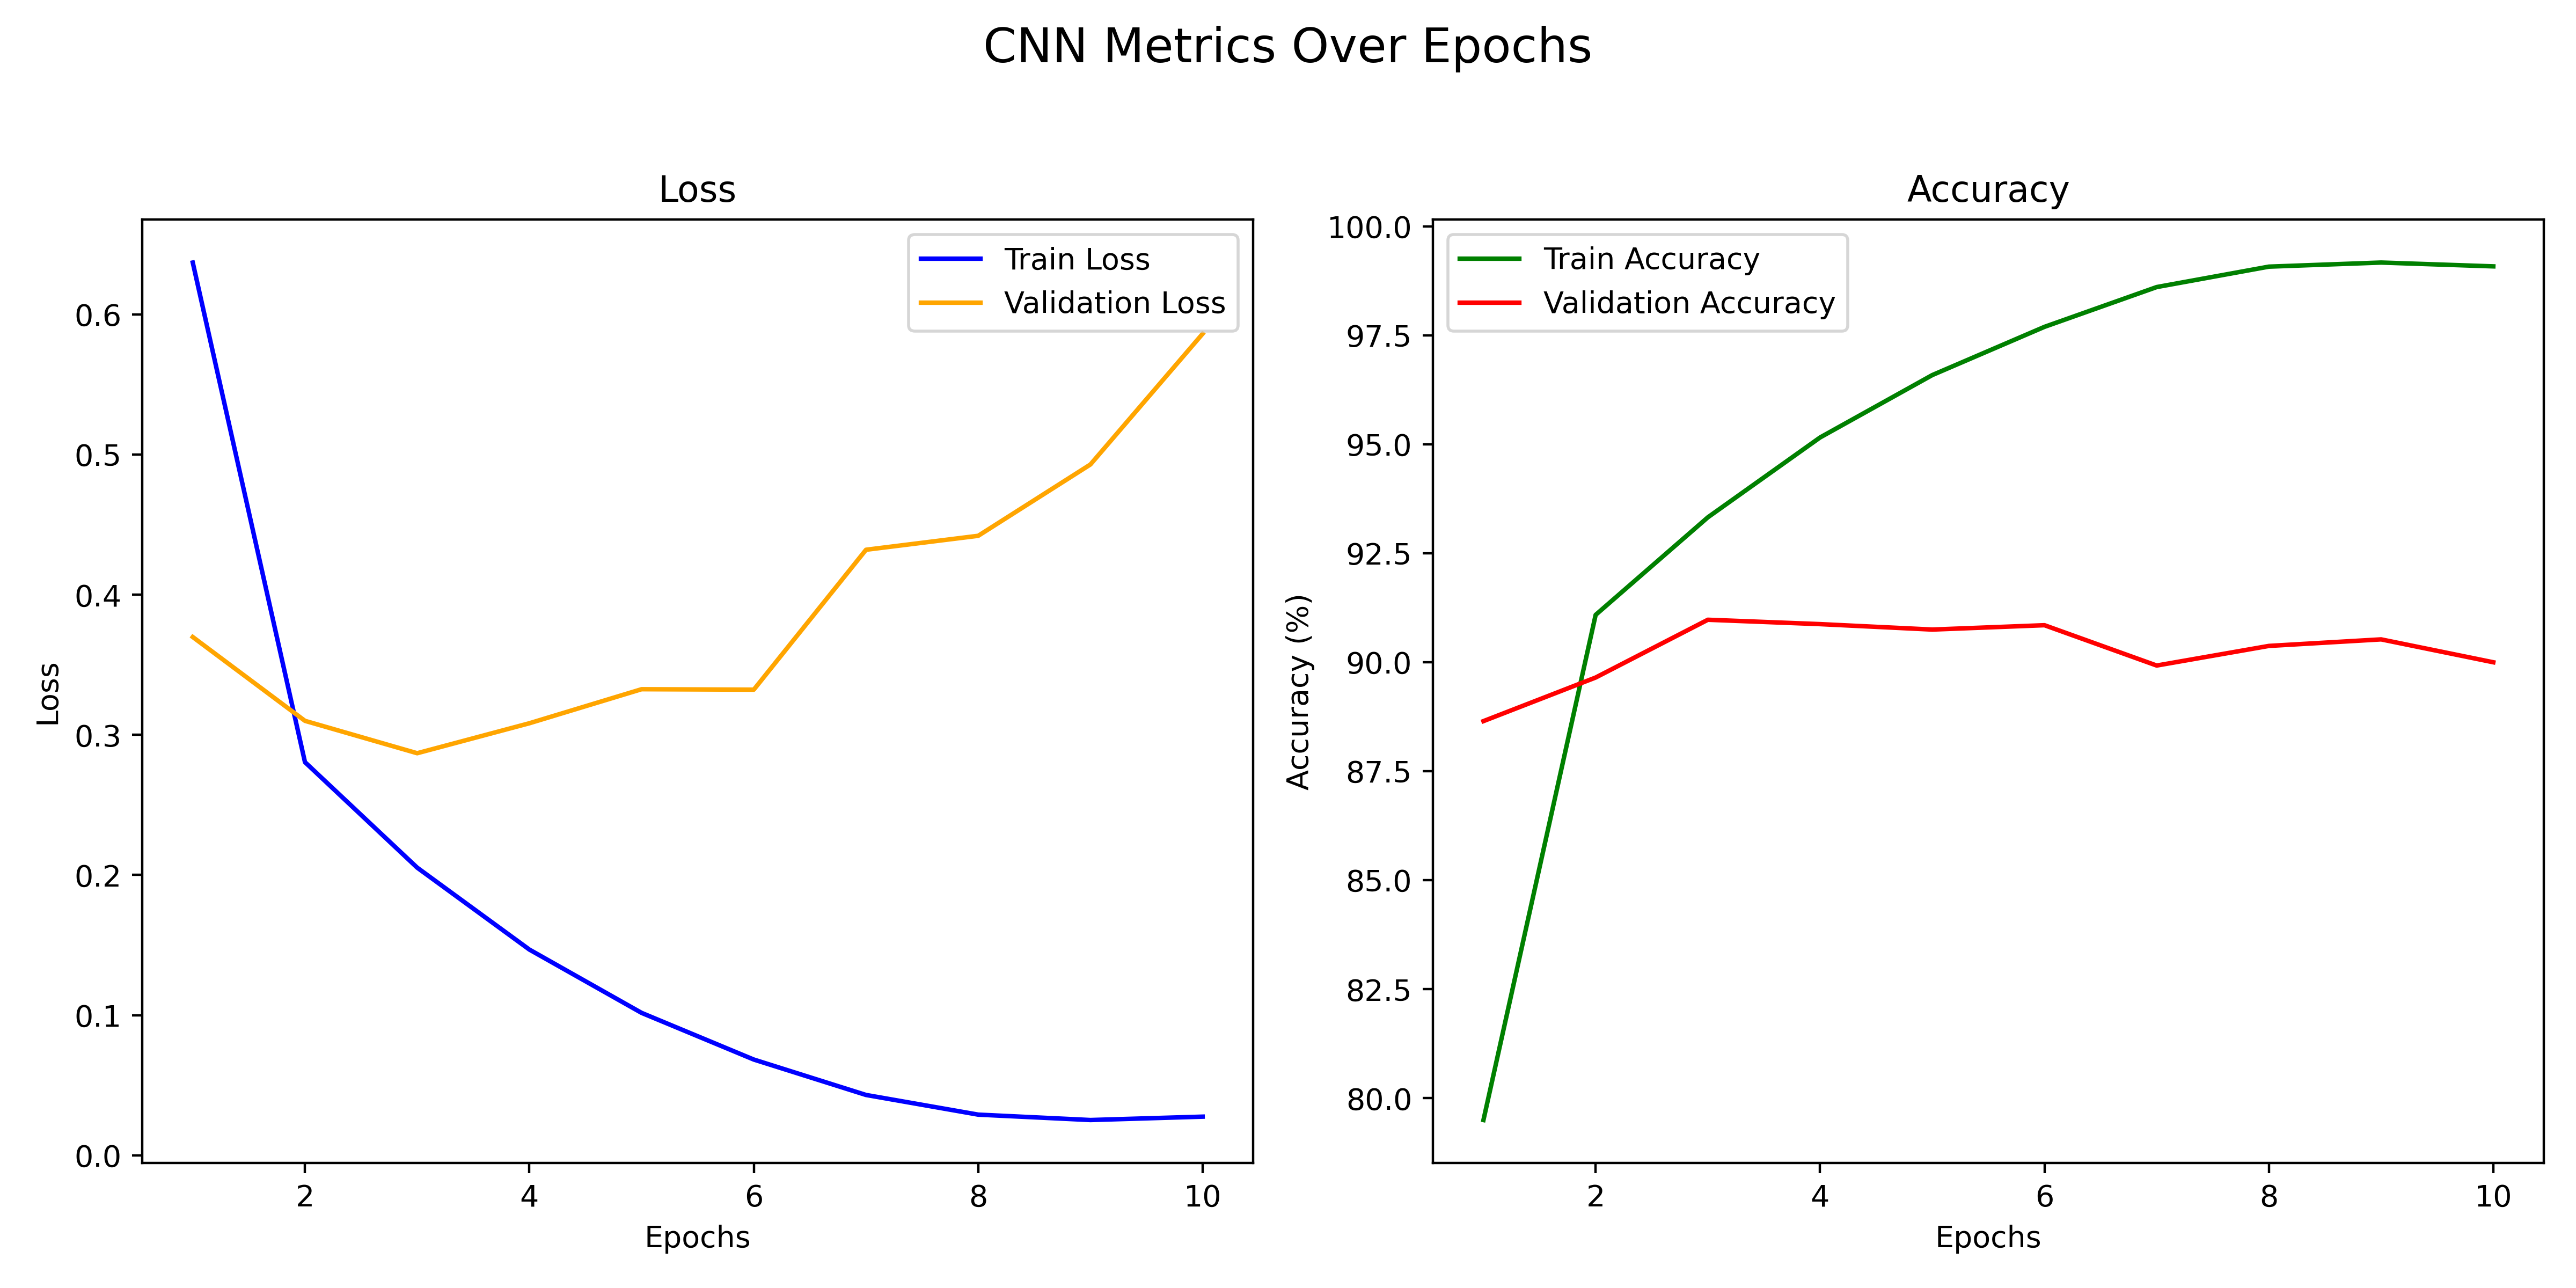 CNN Metrics Over Epochs
Loss
Train Loss
Validation Loss
0.6
0.5
0.4
0.3
0.2
0.1
0.0
Loss
2 4 6 8 10
Epochs
Accuracy
Train Accuracy
Validation Accuracy
100.0
97.5
95.0
92.5
90.0
87.5
85.0
82.5
80.0
Accuracy (%)
2 4 6 8 10
Epochs